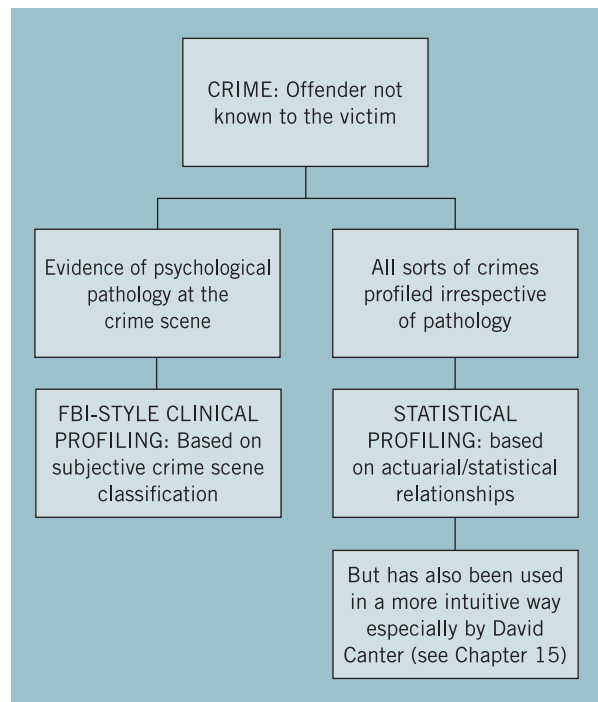 CRIME: Offender not
known to the victim
Evidence of psychological
pathology at the
crime scene
All sorts of crimes
profiled irrespective
of pathology
FBI-STYLE CLINICAL
PROFILING: Based on
subjective crime scene
classification
STATISTICAL
PROFILING: based
on actuarial/statistical
relationships
But has also been used
in a more intuitive way
especially by David
Canter (see Chapter 15)